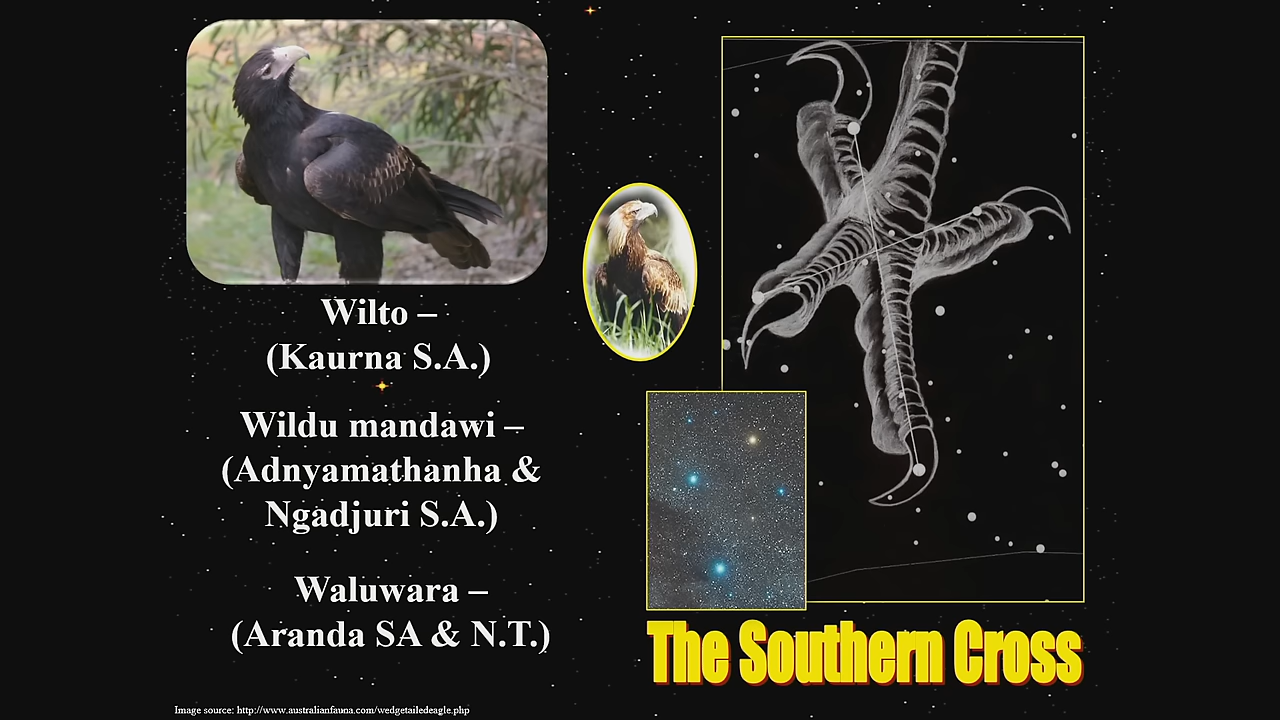 Wilto –
(Kaurna S.A.)
Wildu mandawi –
(Adnyamathanha &
Ngadjuri S.A.)
Waluwara –
(Aranda SA & N.T.)
The Southern Cross
Image source: http://www.australianfauna.com/wedgetailedeagle.php